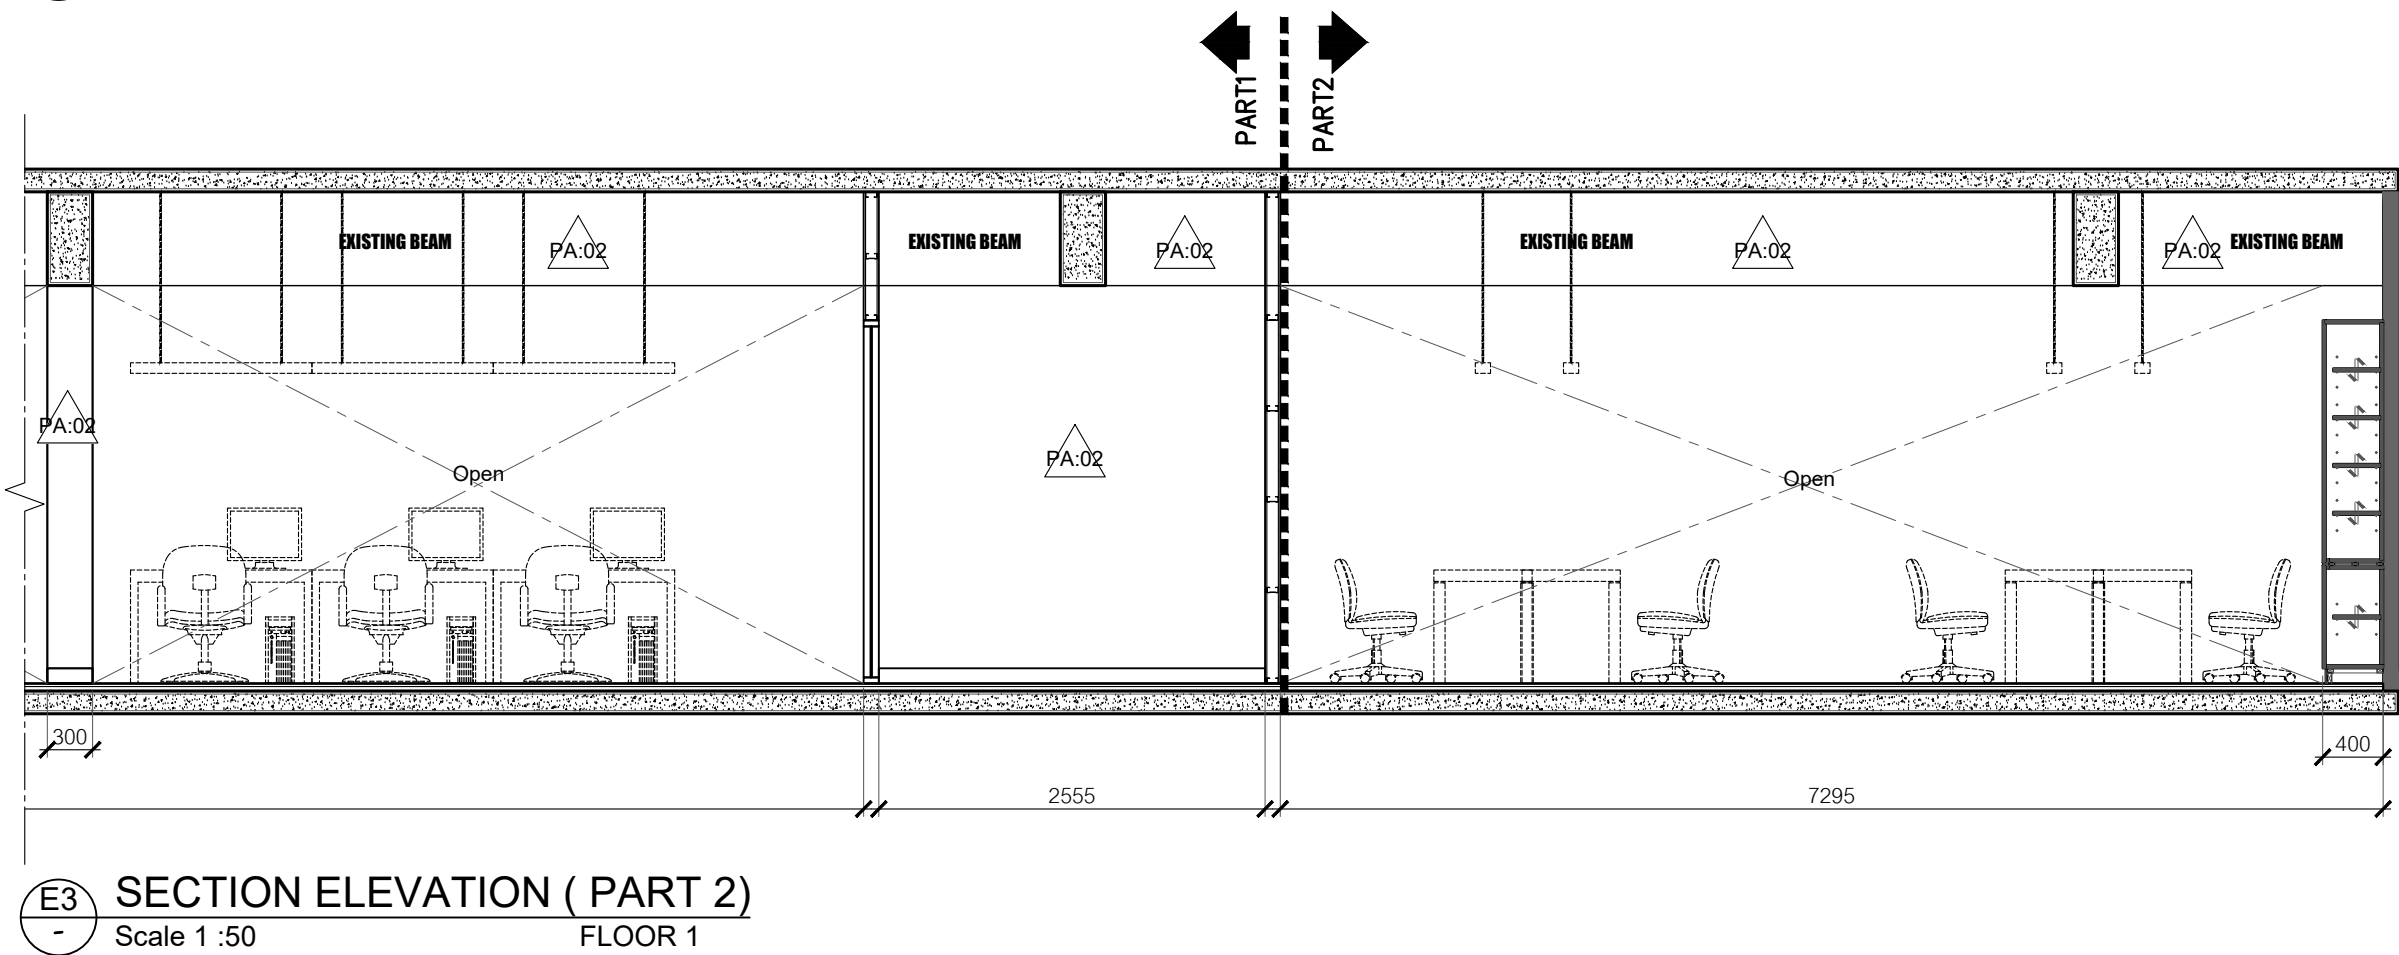 PART1
PART2
EXISTING BEAM
PA:02
EXISTING BEAM
PA:02
EXISTING BEAM
PA:02
PA:02
EXISTING BEAM
PA:02
PA:02
Open
Open
300
400
2555
7295
E3
-
SECTION ELEVATION ( PART 2)
Scale 1 :50
FLOOR 1